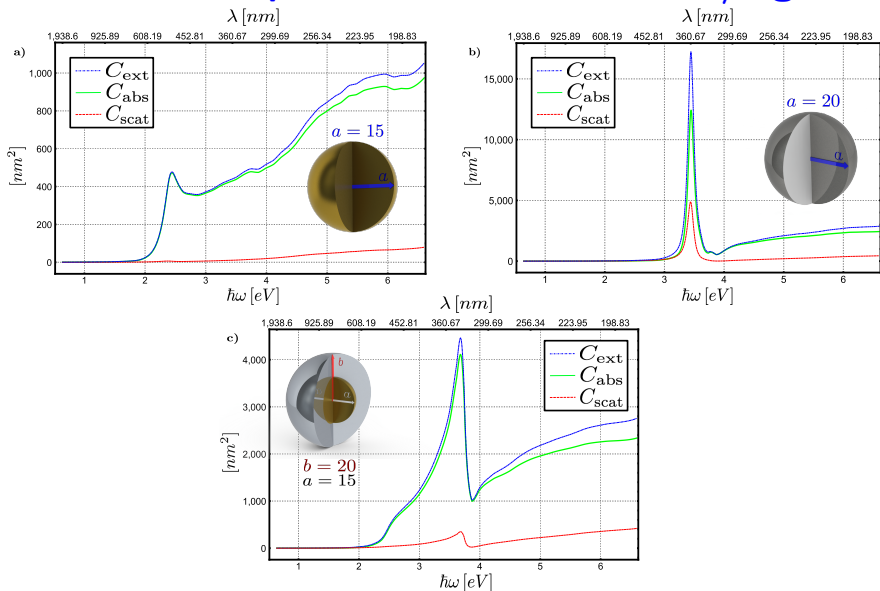 λ [nm]
1,938.6 925.89 608.19 452.81 360.67 299.69 256.34 223.95 198.83
a)
C_ext
C_abs
C_scat
a = 15
a
[nm²]
1,000
800
600
400
200
0
1 2 3 4 5 6
ħω [eV]
λ [nm]
1,938.6 925.89 608.19 452.81 360.67 299.69 256.34 223.95 198.83
b)
C_ext
C_abs
C_scat
a = 20
a
[nm²]
15,000
10,000
5,000
0
1 2 3 4 5 6
ħω [eV]
λ [nm]
1,938.6 925.89 608.19 452.81 360.67 299.69 256.34 223.95 198.83
c)
b
a
b = 20
a = 15
C_ext
C_abs
C_scat
[nm²]
4,000
3,000
2,000
1,000
0
1 2 3 4 5 6
ħω [eV]